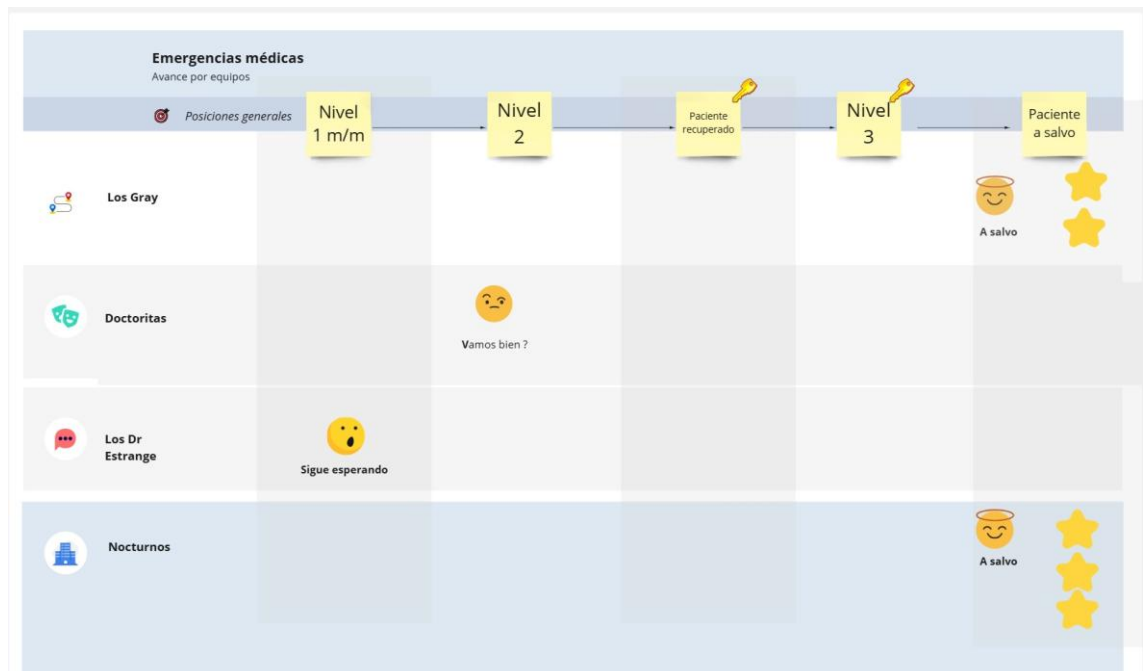 Emergencias médicas
Avance por equipos
Posiciones generales
Nivel
1 m/m
Nivel
2
Paciente
recuperado
Nivel
3
Paciente
a salvo
Los Gray
A salvo
Doctoritas
Vamos bien ?
Los Dr
Estrange
Sigue esperando
Nocturnos
A salvo